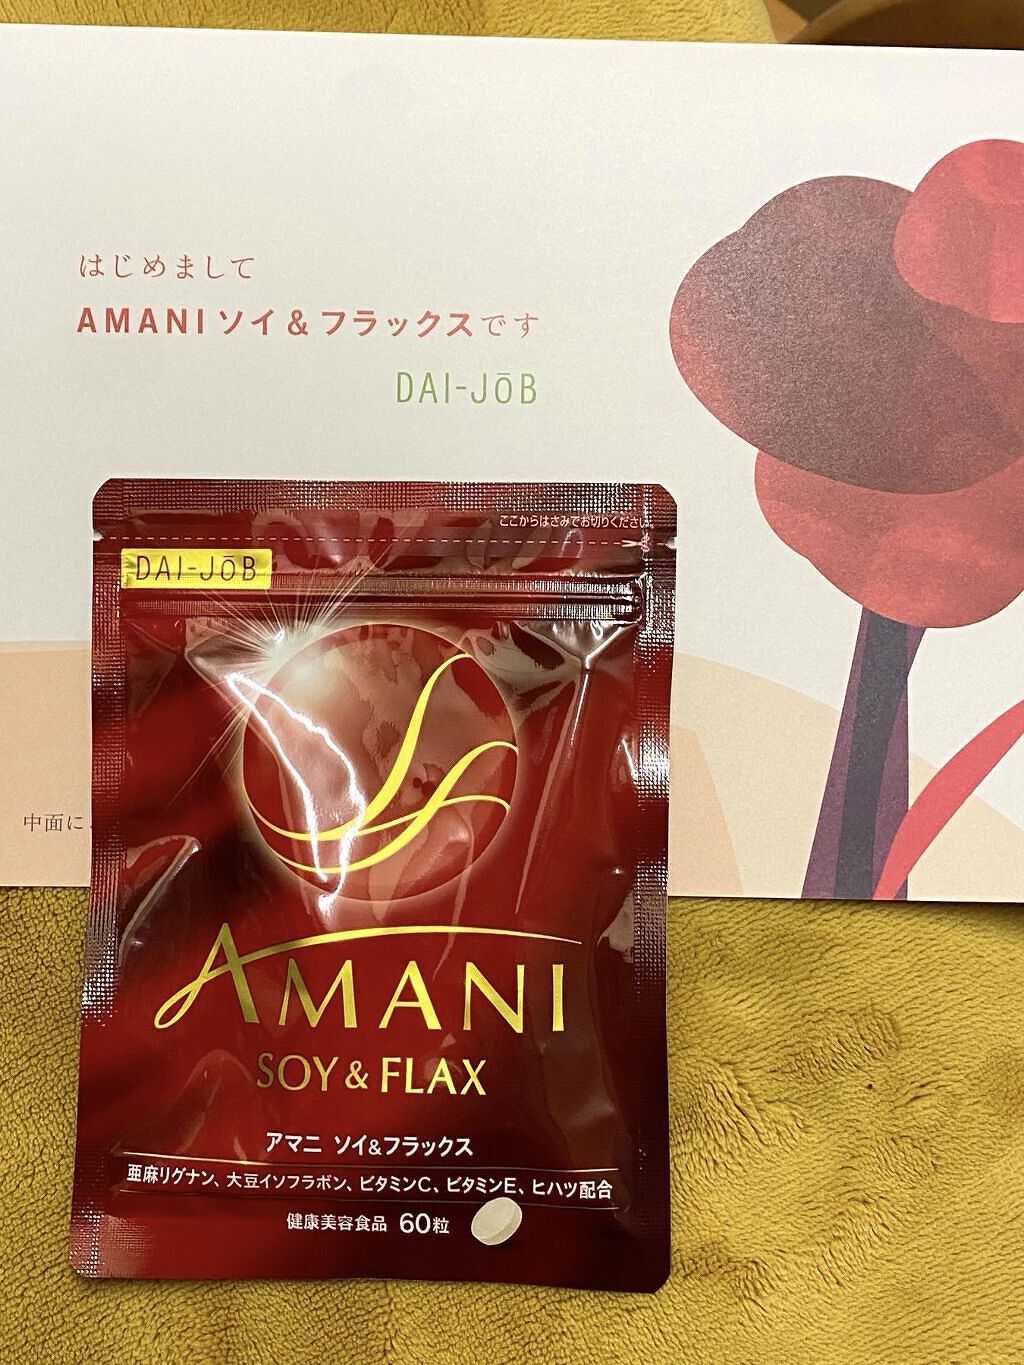 はじめまして
AMANI ソイ&フラックスです
DAI-JŌB
ここからはさみでお切りください。
DAI-JŌB
中面に
AMANI
SOY & FLAX
アマニ ソイ&フラックス
亜麻リグナン、大豆イソフラボン、ビタミンC、ビタミンE、ヒハツ配合
健康美容食品 60粒